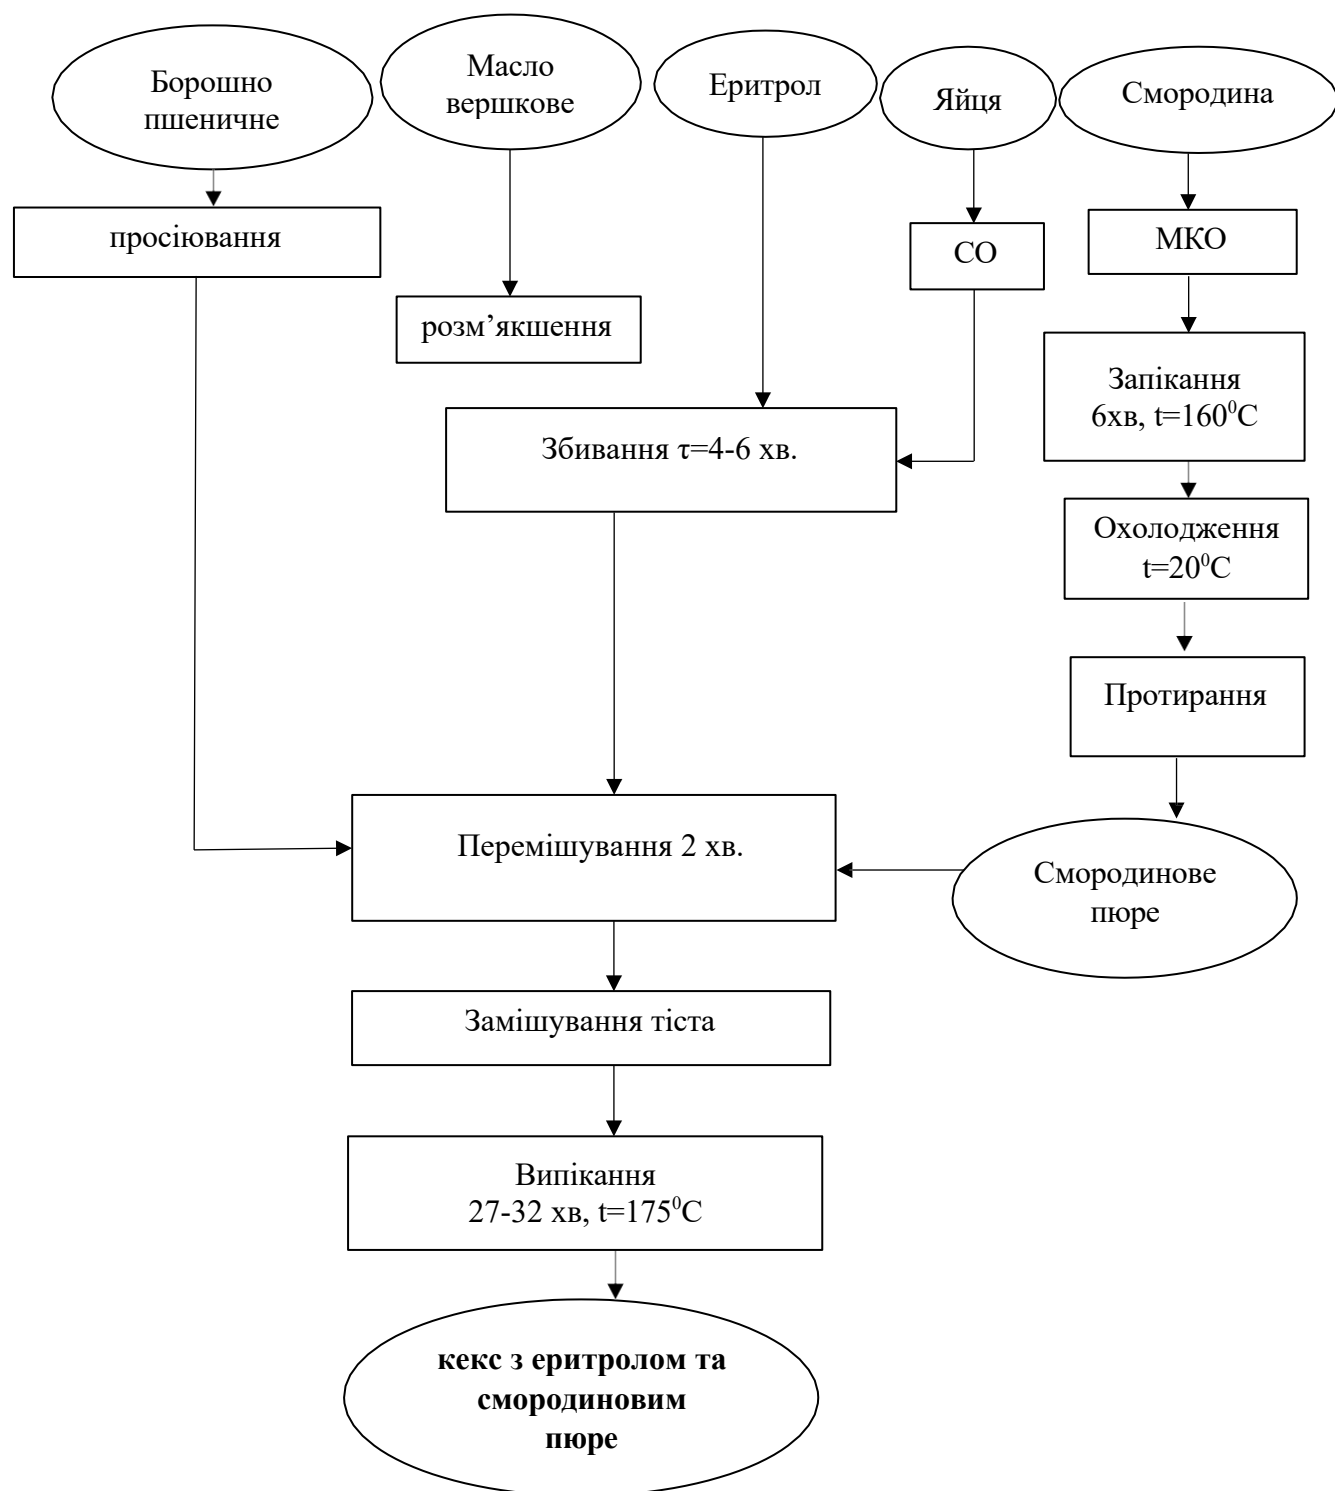 Борошно
пшеничне
Масло
вершкове
Еритрол
Яйця
Смородина
просіювання
розм’якшення
СО
МКО
Запікання
6хв, t=160⁰С
Збивання τ=4-6 хв.
Охолодження
t=20⁰С
Протирання
Перемішування 2 хв.
Смородинове
пюре
Замішування тіста
Випікання
27-32 хв, t=175⁰С
кекс з еритролом та
смородиновим
пюре